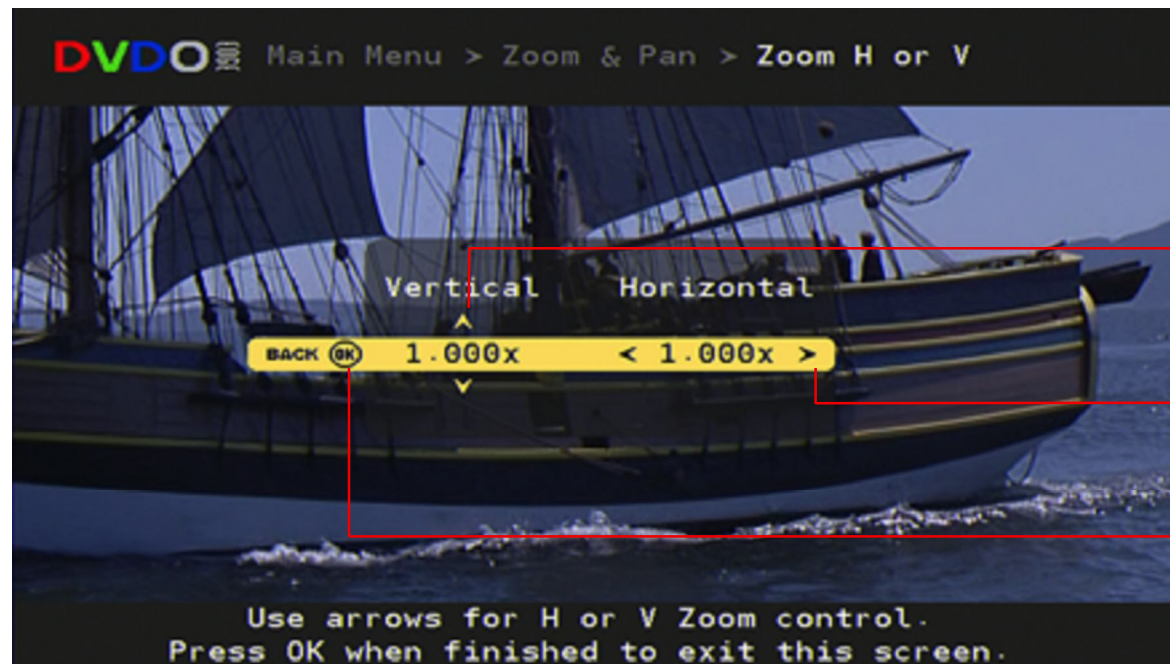 DVDO EDGE Main Menu > Zoom & Pan > Zoom H or V
Vertical Horizontal
BACK OK 1.000x < 1.000x >
Use arrows for H or V Zoom control.
Press OK when finished to exit this screen.